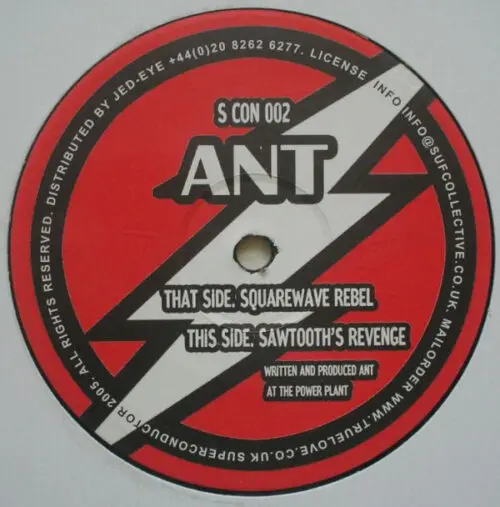 S CON 002
ANT
THAT SIDE. SQUAREWAVE REBEL
THIS SIDE. SAWTOOTH'S REVENGE
WRITTEN AND PRODUCED ANT
AT THE POWER PLANT
SUPERCONDUCTOR 2005. ALL RIGHTS RESERVED. DISTRIBUTED BY JED-EYE +44(0)20 8262 6277. LICENSE INFO INFO@SUFCOLLECTIVE.CO.UK. MAILORDER WWW.TRUELOVE.CO.UK